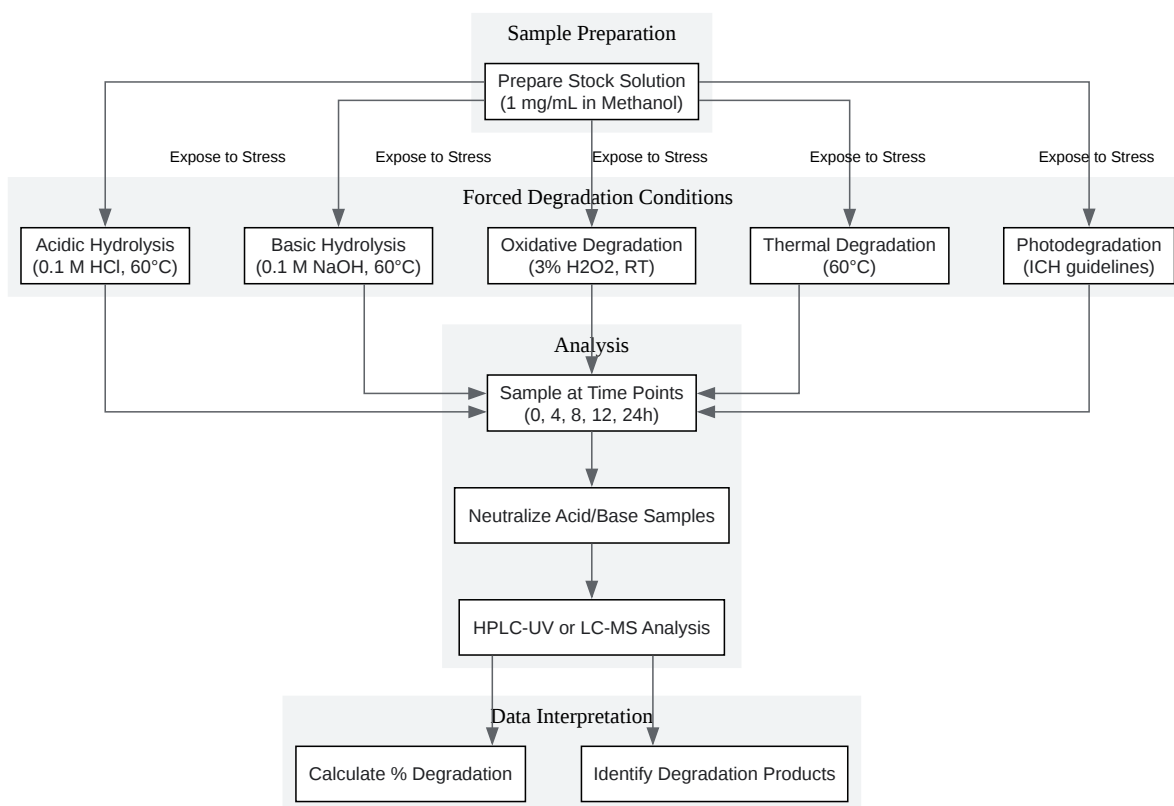 Sample Preparation
Prepare Stock Solution
(1 mg/mL in Methanol)
Expose to Stress
Expose to Stress
Expose to Stress
Expose to Stress
Expose to Stress
Forced Degradation Conditions
Acidic Hydrolysis
(0.1 M HCl, 60°C)
Basic Hydrolysis
(0.1 M NaOH, 60°C)
Oxidative Degradation
(3% H2O2, RT)
Thermal Degradation
(60°C)
Photodegradation
(ICH guidelines)
Analysis
Sample at Time Points
(0, 4, 8, 12, 24h)
Neutralize Acid/Base Samples
HPLC-UV or LC-MS Analysis
Data Interpretation
Calculate % Degradation
Identify Degradation Products